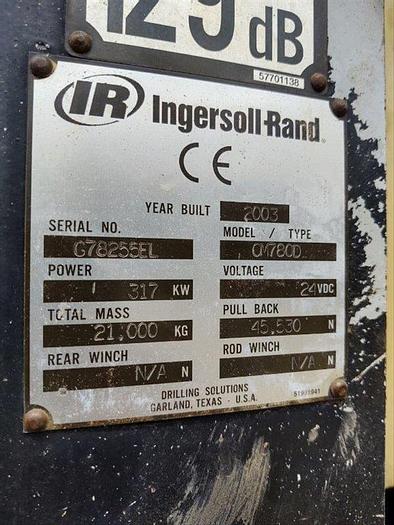 129 dB
57701138
IR Ingersoll-Rand®
CE
YEAR BUILT 2003
SERIAL NO. MODEL / TYPE
G78255EL CM780D
POWER VOLTAGE
317 KW 24VDC
TOTAL MASS PULL BACK
21,000 KG 45,530 N
REAR WINCH ROD WINCH
N/A N N/A N
DRILLING SOLUTIONS
GARLAND, TEXAS - U.S.A.